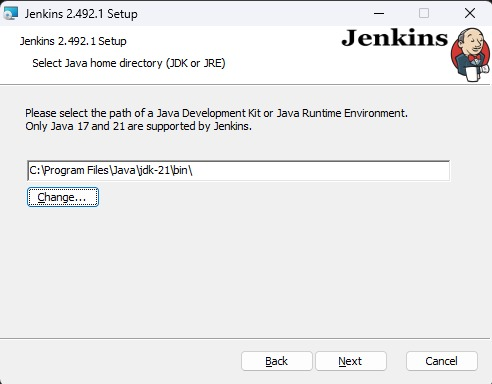 Jenkins 2.492.1 Setup
Jenkins 2.492.1 Setup
Jenkins
Select Java home directory (JDK or JRE)
Please select the path of a Java Development Kit or Java Runtime Environment.
Only Java 17 and 21 are supported by Jenkins.
C:\Program Files\Java\jdk-21\bin\
Change...
Back Next Cancel